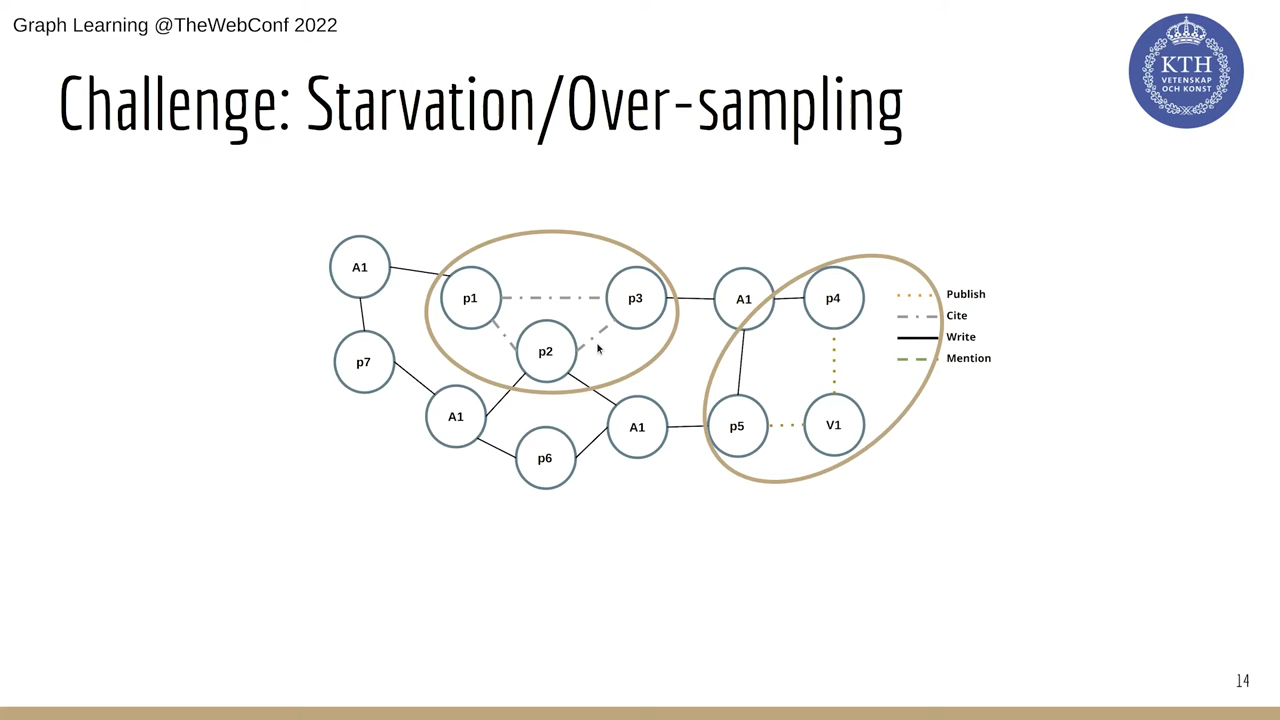 Graph Learning @TheWebConf 2022
KTH
VETENSKAP
OCH KONST
Challenge: Starvation/Over-sampling
A1
p1
p3
A1
p4
p2
p7
A1
p6
A1
p5
V1
Publish
Cite
Write
Mention
14